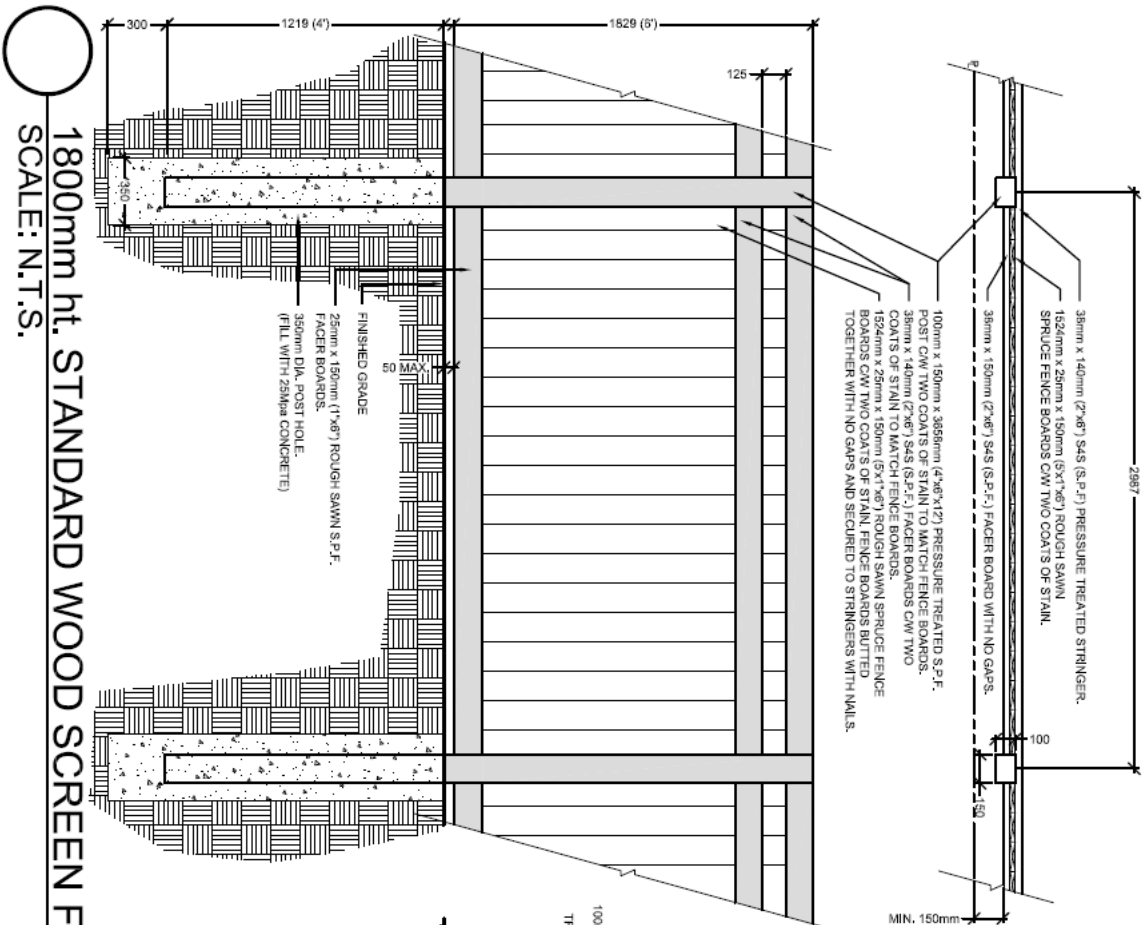 2987
38mm x 140mm (2"x6") S4S (S.P.F) PRESSURE TREATED STRINGER.
1524mm x 25mm x 150mm (5'x1"x6") ROUGH SAWN
SPRUCE FENCE BOARDS C/W TWO COATS OF STAIN.
38mm x 150mm (2"x6") S4S (S.P.F.) FACER BOARD WITH NO GAPS.
100
150
MIN. 150mm
100mm x 150mm x 3658mm (4"x6"x12') PRESSURE TREATED S.P.F.
POST C/W TWO COATS OF STAIN TO MATCH FENCE BOARDS.
38mm x 140mm (2"x6") S4S (S.P.F.) FACER BOARDS C/W TWO
COATS OF STAIN TO MATCH FENCE BOARDS.
1524mm x 25mm x 150mm (5'x1"x6") ROUGH SAWN SPRUCE FENCE
BOARDS C/W TWO COATS OF STAIN. FENCE BOARDS BUTTED
TOGETHER WITH NO GAPS AND SECURED TO STRINGERS WITH NAILS.
125
1829 (6')
1219 (4')
300
350
50 MAX.
FINISHED GRADE
25mm x 150mm (1"x6") ROUGH SAWN S.P.F.
FACER BOARDS.
350mm DIA. POST HOLE.
(FILL WITH 25Mpa CONCRETE)
100
1800mm ht. STANDARD WOOD SCREEN F
SCALE: N.T.S.